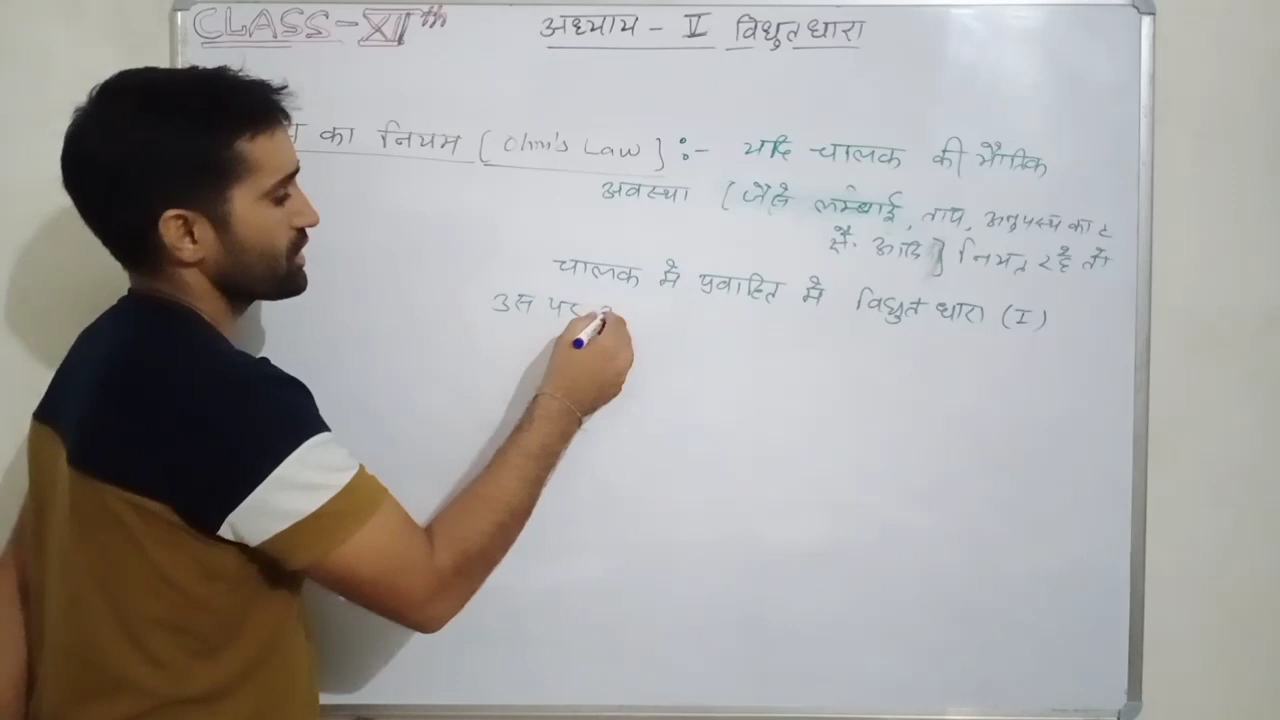 CLASS-XIIth
अध्याय - V विधुतधारा
का नियम [Ohm's Law] :- यदि चालक की भौतिक
अवस्था [जैसे लम्बाई, ताप, अनुप्रस्थ काट
से. आदि] नियत रहे तो
चालक मे प्रवाहित मे विधुत धारा (I)
उस पर